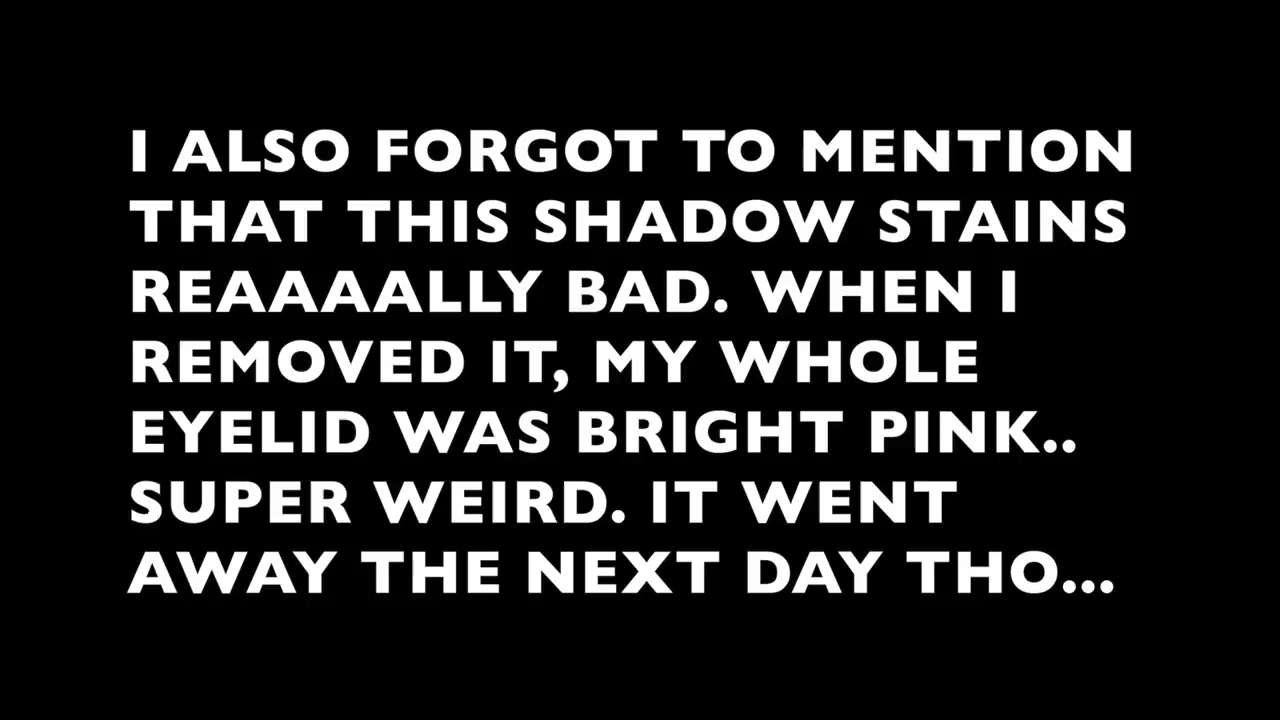 I ALSO FORGOT TO MENTION
THAT THIS SHADOW STAINS
REAAAALLY BAD. WHEN I
REMOVED IT, MY WHOLE
EYELID WAS BRIGHT PINK..
SUPER WEIRD. IT WENT
AWAY THE NEXT DAY THO...